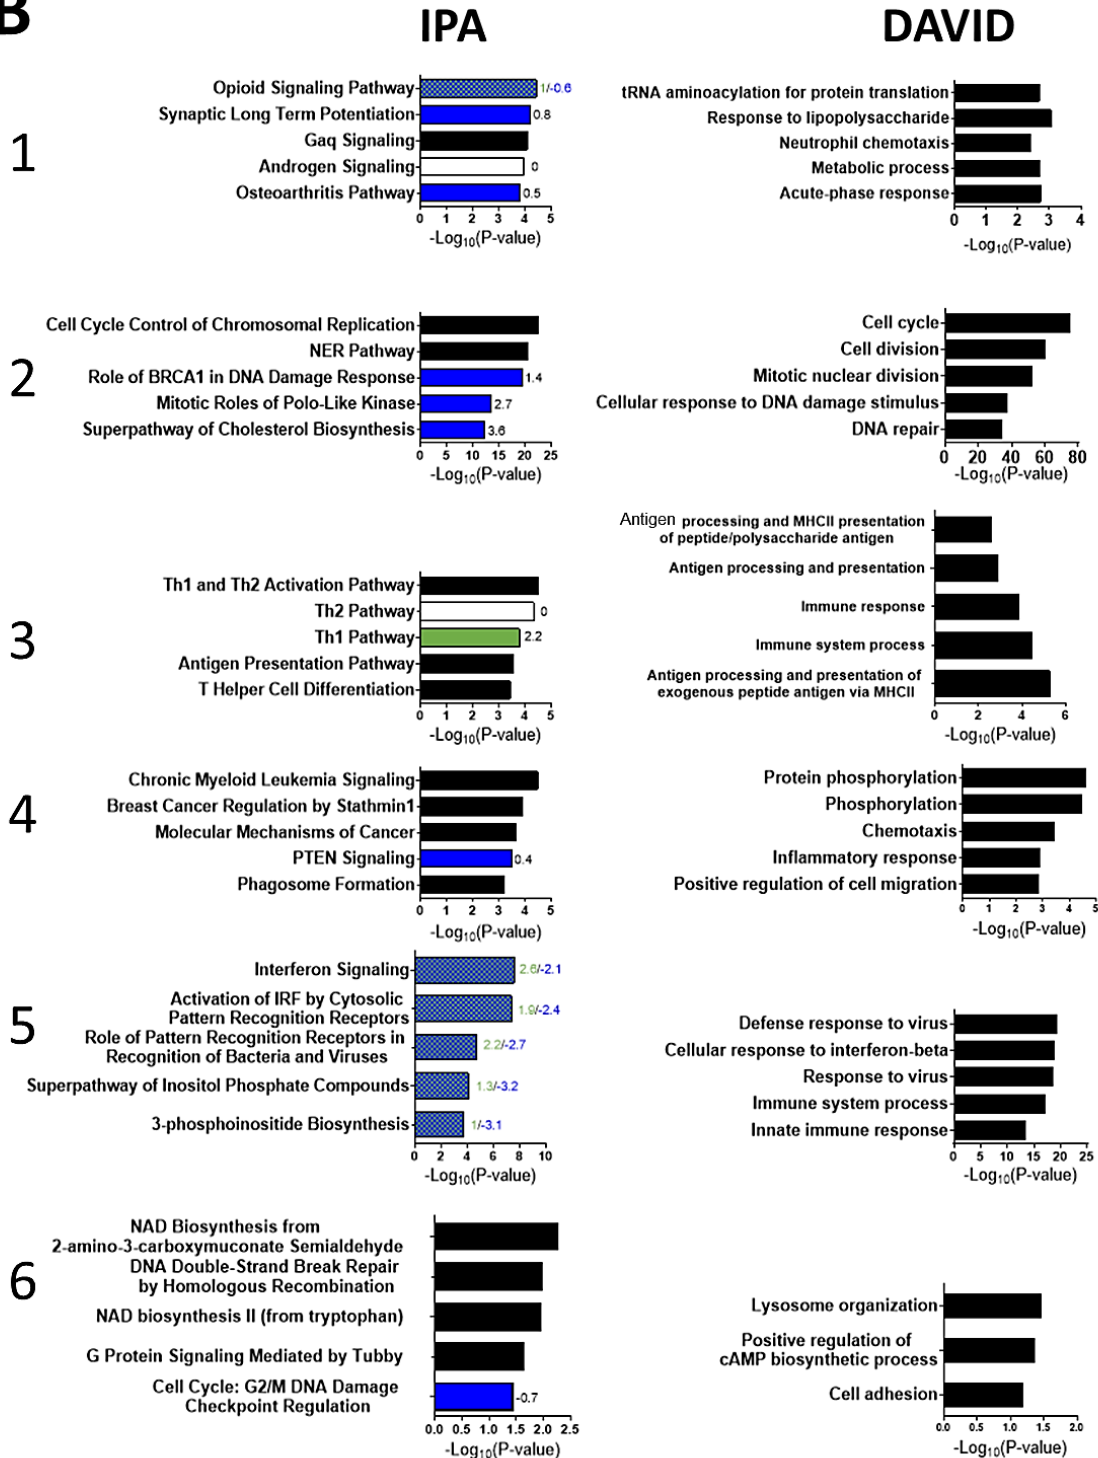 B
IPA
DAVID
1
Opioid Signaling Pathway
1/-0.6
Synaptic Long Term Potentiation
0.8
Gaq Signaling
Androgen Signaling
0
Osteoarthritis Pathway
0.5
0 1 2 3 4 5
-Log10(P-value)
tRNA aminoacylation for protein translation
Response to lipopolysaccharide
Neutrophil chemotaxis
Metabolic process
Acute-phase response
0 1 2 3 4
-Log10(P-value)
2
Cell Cycle Control of Chromosomal Replication
NER Pathway
Role of BRCA1 in DNA Damage Response
1.4
Mitotic Roles of Polo-Like Kinase
2.7
Superpathway of Cholesterol Biosynthesis
3.6
0 5 10 15 20 25
-Log10(P-value)
Cell cycle
Cell division
Mitotic nuclear division
Cellular response to DNA damage stimulus
DNA repair
0 20 40 60 80
-Log10(P-value)
3
Th1 and Th2 Activation Pathway
Th2 Pathway
0
Th1 Pathway
2.2
Antigen Presentation Pathway
T Helper Cell Differentiation
0 1 2 3 4 5
-Log10(P-value)
Antigen processing and MHCII presentation
of peptide/polysaccharide antigen
Antigen processing and presentation
Immune response
Immune system process
Antigen processing and presentation of
exogenous peptide antigen via MHCII
0 2 4 6
-Log10(P-value)
4
Chronic Myeloid Leukemia Signaling
Breast Cancer Regulation by Stathmin1
Molecular Mechanisms of Cancer
PTEN Signaling
0.4
Phagosome Formation
0 1 2 3 4 5
-Log10(P-value)
Protein phosphorylation
Phosphorylation
Chemotaxis
Inflammatory response
Positive regulation of cell migration
0 1 2 3 4 5
-Log10(P-value)
5
Interferon Signaling
2.6/-2.1
Activation of IRF by Cytosolic
Pattern Recognition Receptors
1.9/-2.4
Role of Pattern Recognition Receptors in
Recognition of Bacteria and Viruses
2.2/-2.7
Superpathway of Inositol Phosphate Compounds
1.3/-3.2
3-phosphoinositide Biosynthesis
1/-3.1
0 2 4 6 8 10
-Log10(P-value)
Defense response to virus
Cellular response to interferon-beta
Response to virus
Immune system process
Innate immune response
0 5 10 15 20 25
-Log10(P-value)
6
NAD Biosynthesis from
2-amino-3-carboxymuconate Semialdehyde
DNA Double-Strand Break Repair
by Homologous Recombination
NAD biosynthesis II (from tryptophan)
G Protein Signaling Mediated by Tubby
Cell Cycle: G2/M DNA Damage
Checkpoint Regulation
-0.7
0.0 0.5 1.0 1.5 2.0 2.5
-Log10(P-value)
Lysosome organization
Positive regulation of
cAMP biosynthetic process
Cell adhesion
0.0 0.5 1.0 1.5 2.0
-Log10(P-value)